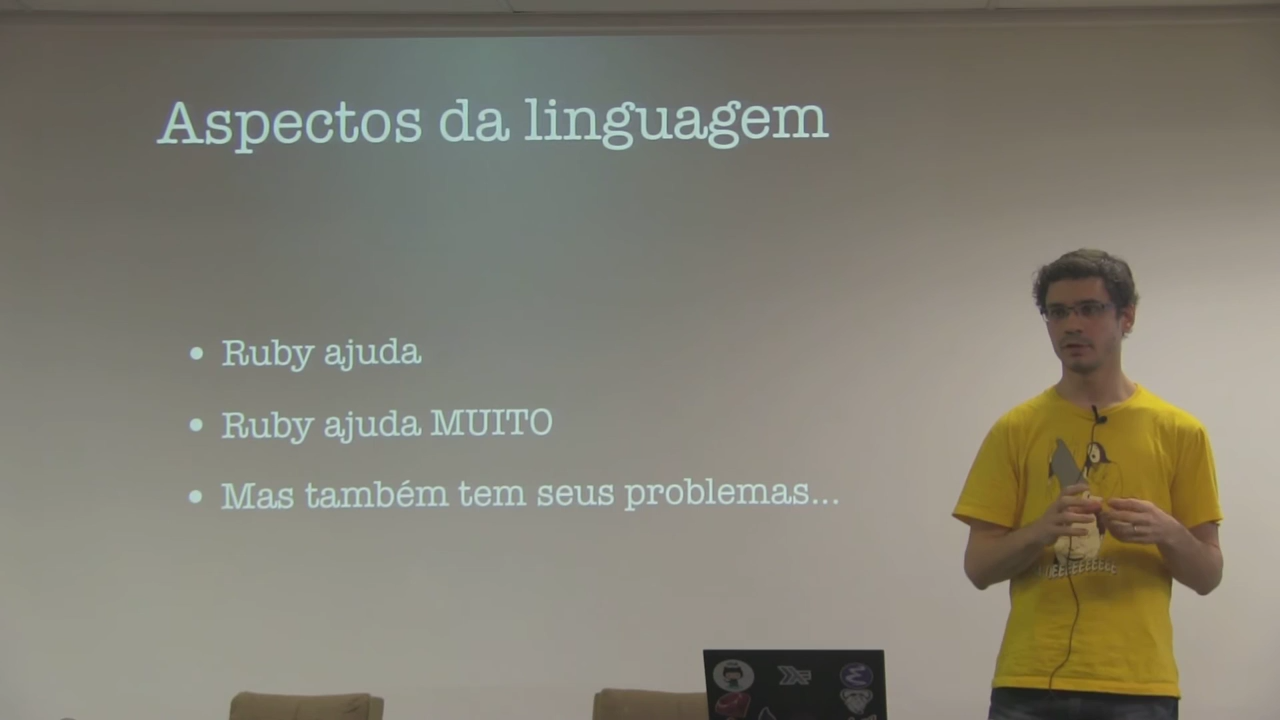 Aspectos da linguagem
• Ruby ajuda
• Ruby ajuda MUITO
• Mas também tem seus problemas...